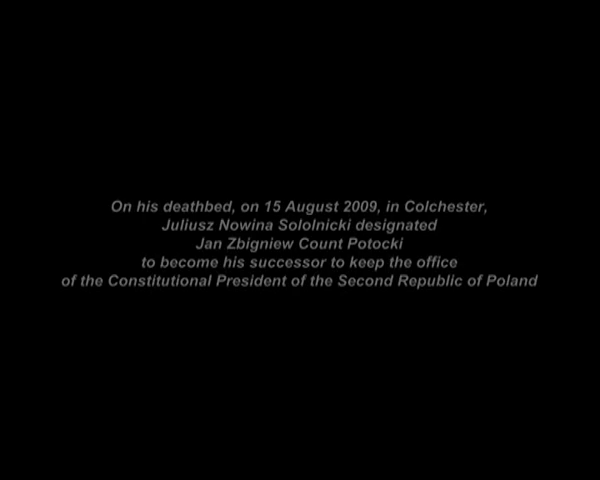 On his deathbed, on 15 August 2009, in Colchester,
Juliusz Nowina Sololnicki designated
Jan Zbigniew Count Potocki
to become his successor to keep the office
of the Constitutional President of the Second Republic of Poland